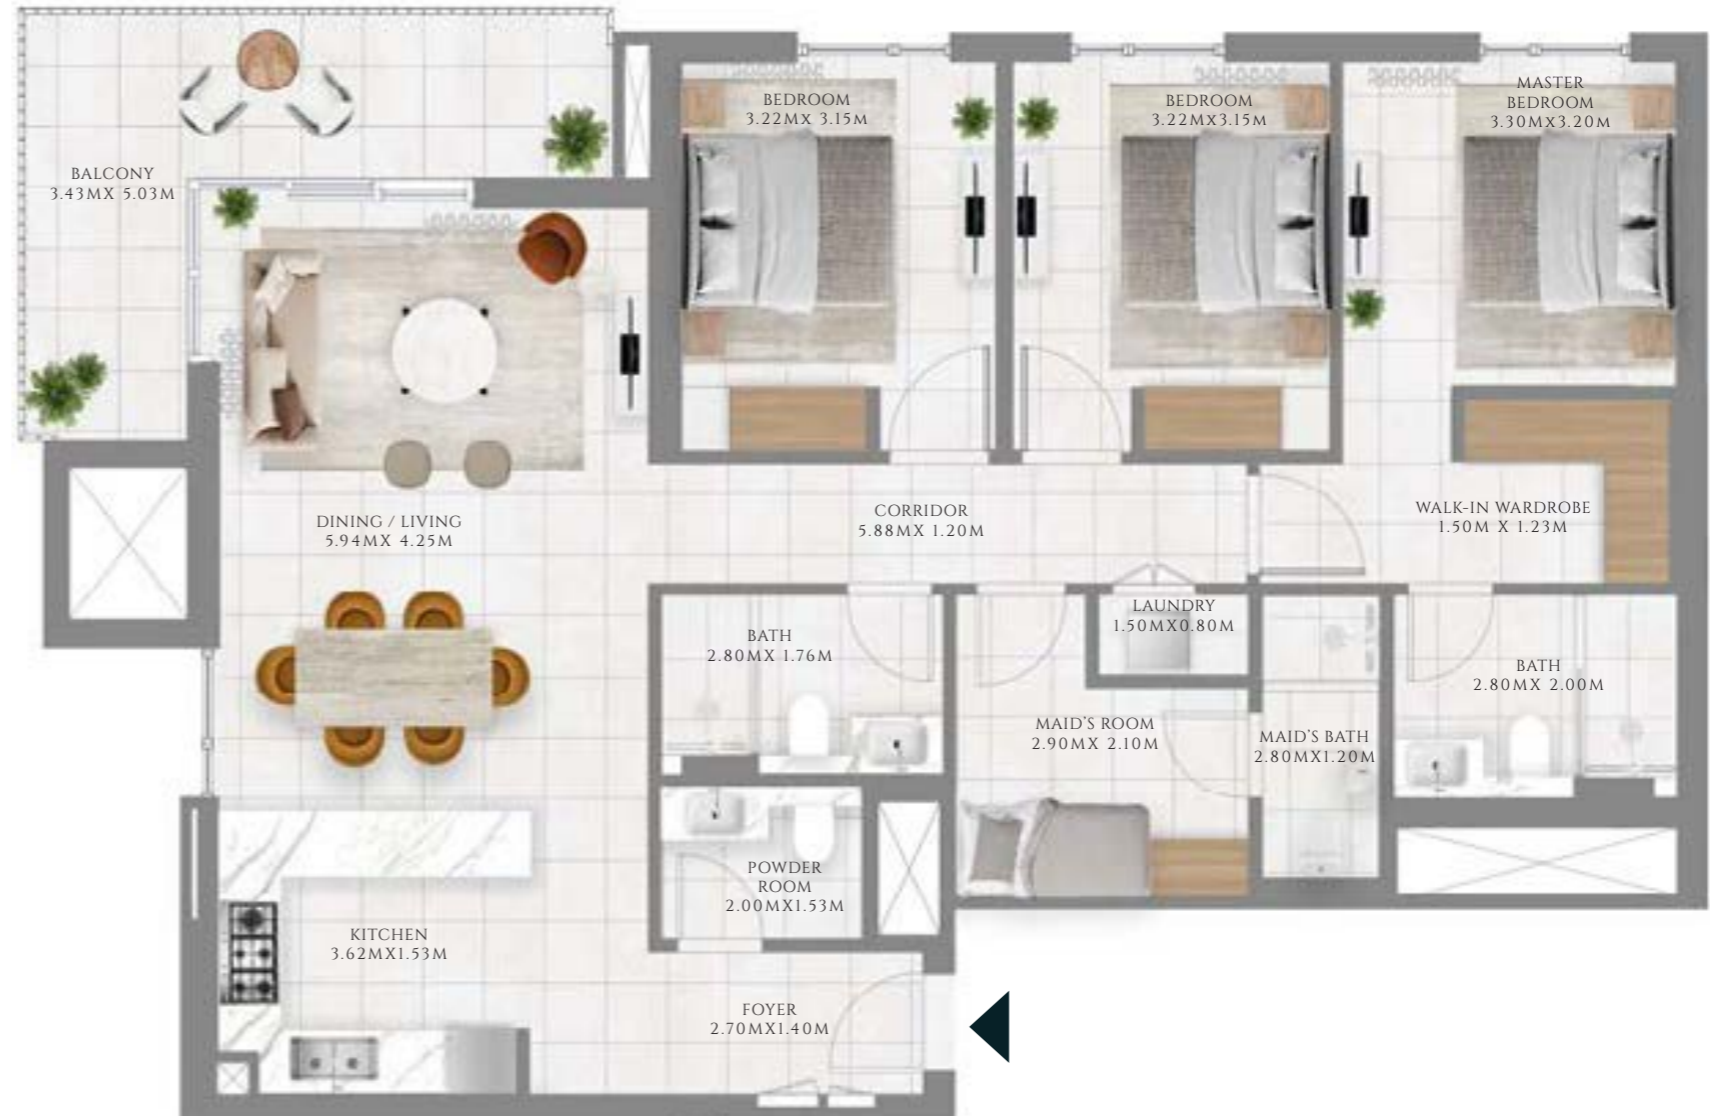 BEDROOM
3.22MX 3.15M
BEDROOM
3.22MX3.15M
MASTER
BEDROOM
3.30MX3.20M
BALCONY
3.43MX 5.03M
DINING / LIVING
5.94MX 4.25M
CORRIDOR
5.88MX 1.20M
WALK-IN WARDROBE
1.50M X 1.23M
LAUNDRY
1.50MX0.80M
BATH
2.80MX 1.76M
BATH
2.80MX 2.00M
MAID'S ROOM
2.90MX 2.10M
MAID'S BATH
2.80MX1.20M
POWDER
ROOM
2.00MX1.53M
KITCHEN
3.62MX1.53M
FOYER
2.70MX1.40M